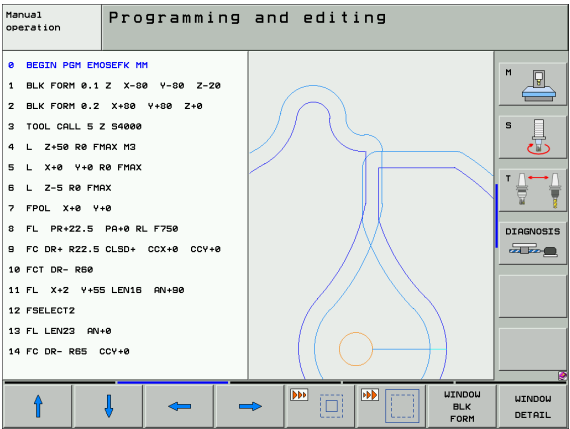 Manual
operation
Programming and editing
0 BEGIN PGM EMOSEFK MM
1 BLK FORM 0.1 Z X-80 Y-80 Z-20
2 BLK FORM 0.2 X+80 Y+80 Z+0
3 TOOL CALL 5 Z S4000
4 L Z+50 R0 FMAX M3
5 L X+0 Y+0 R0 FMAX
6 L Z-5 R0 FMAX
7 FPOL X+0 Y+0
8 FL PR+22.5 PA+0 RL F750
9 FC DR+ R22.5 CLSD+ CCX+0 CCY+0
10 FCT DR- R60
11 FL X+2 Y+55 LEN16 AN+90
12 FSELECT2
13 FL LEN23 AN+0
14 FC DR- R65 CCY+0
M
S
T
DIAGNOSIS
WINDOW
BLK
FORM
WINDOW
DETAIL